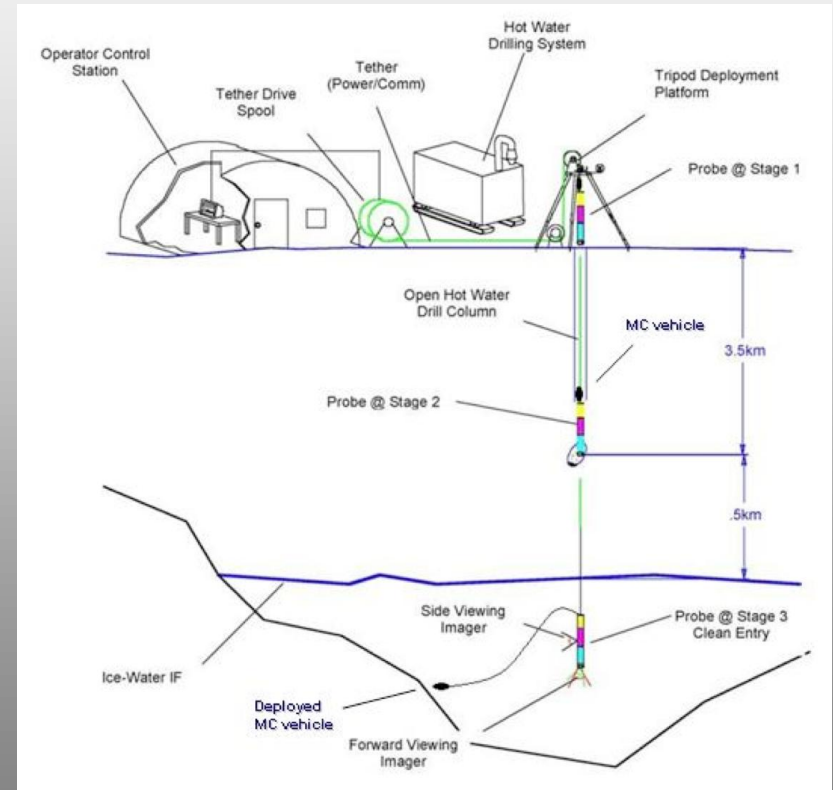 Hot Water
Drilling System
Operator Control
Station
Tether
(Power/Comm)
Tripod Deployment
Platform
Tether Drive
Spool
Probe @ Stage 1
Open Hot Water
Drill Column
MC vehicle
3.5km
Probe @ Stage 2
.5km
Side Viewing
Imager
Probe @ Stage 3
Clean Entry
Ice-Water IF
Deployed
MC vehicle
Forward Viewing
Imager